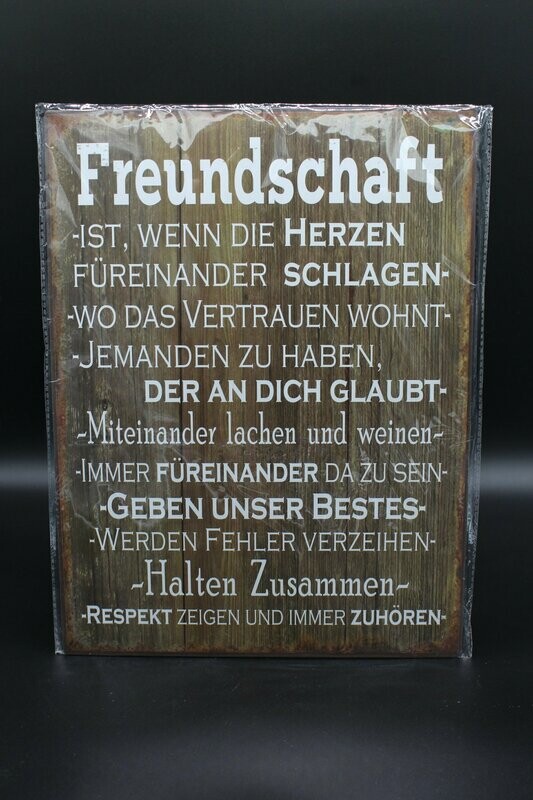 Freundschaft
-IST, WENN DIE HERZEN
FÜREINANDER SCHLAGEN-
-WO DAS VERTRAUEN WOHNT-
-JEMANDEN ZU HABEN,
DER AN DICH GLAUBT-
~Miteinander lachen und weinen~
-IMMER FÜREINANDER DA ZU SEIN-
-GEBEN UNSER BESTES-
-WERDEN FEHLER VERZEIHEN-
~Halten Zusammen~
-RESPEKT ZEIGEN UND IMMER ZUHÖREN-